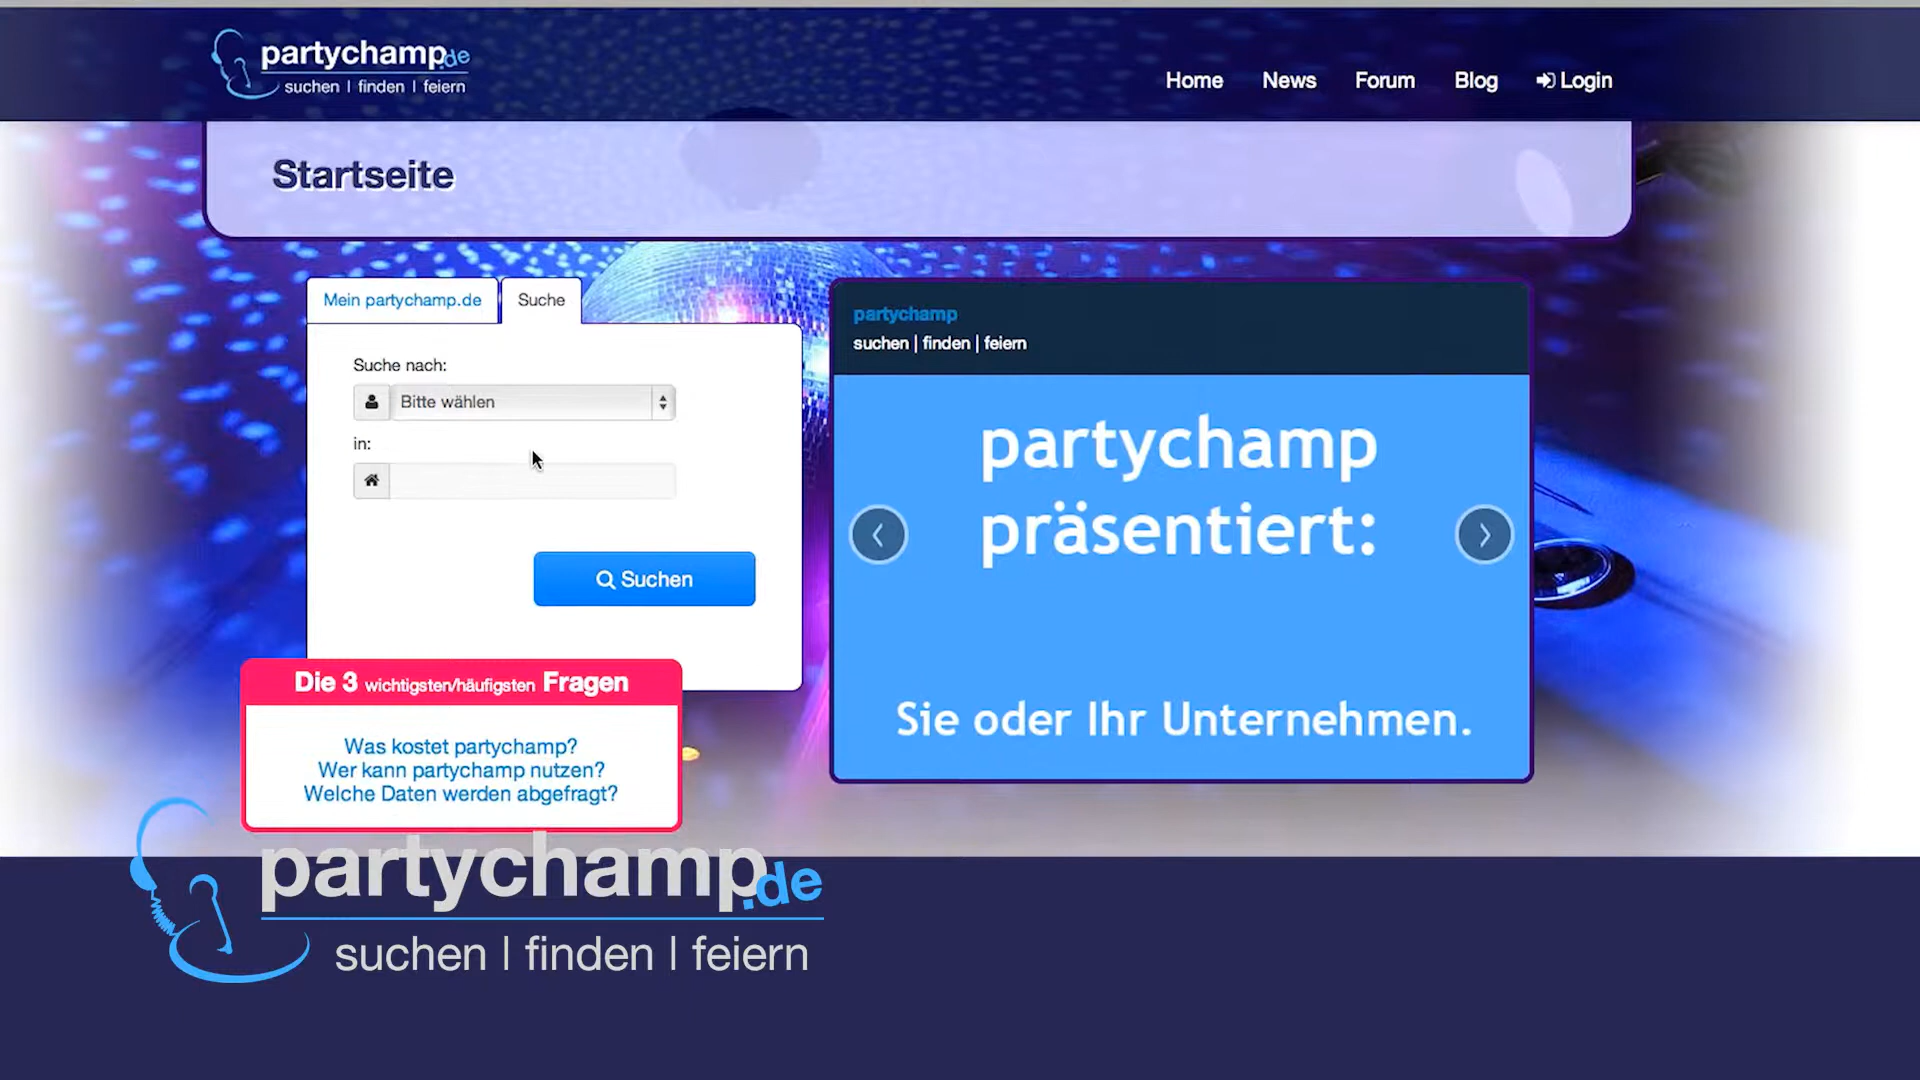 partychamp.de
suchen | finden | feiern
Home News Forum Blog Login
Startseite
Mein partychamp.de Suche
Suche nach:
Bitte wählen
in:
Suchen
partychamp
suchen | finden | feiern
partychamp
präsentiert:
Sie oder Ihr Unternehmen.
Die 3 wichtigsten/häufigsten Fragen
Was kostet partychamp?
Wer kann partychamp nutzen?
Welche Daten werden abgefragt?
partychamp.de
suchen | finden | feiern